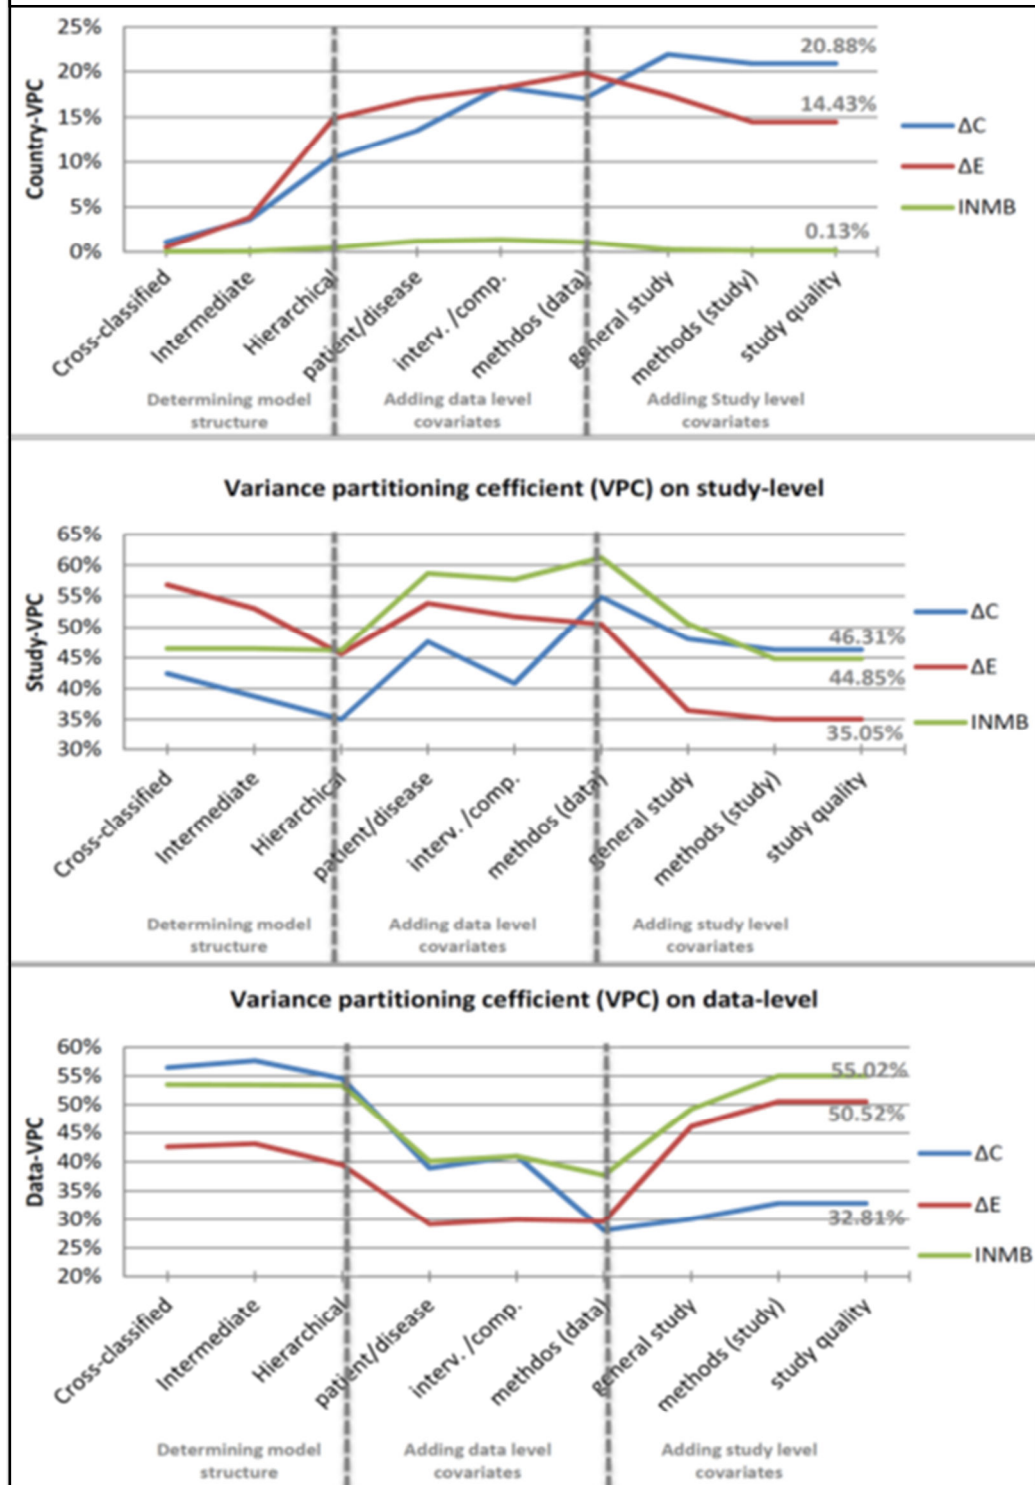 25%
20%
15%
10%
5%
0%
Country-VPC
20.88%
14.43%
0.13%
ΔC
ΔE
INMB
Cross-classified
Intermediate
Hierarchical
patient/disease
interv. /comp.
methdos (data)
general study
methods (study)
study quality
Determining model
structure
Adding data level
covariates
Adding Study level
covariates
Variance partitioning cefficient (VPC) on study-level
65%
60%
55%
50%
45%
40%
35%
30%
Study-VPC
46.31%
44.85%
35.05%
ΔC
ΔE
INMB
Cross-classified
Intermediate
Hierarchical
patient/disease
interv. /comp.
methdos (data)
general study
methods (study)
study quality
Determining model
structure
Adding data level
covariates
Adding study level
covariates
Variance partitioning cefficient (VPC) on data-level
60%
55%
50%
45%
40%
35%
30%
25%
20%
Data-VPC
55.02%
50.52%
32.81%
ΔC
ΔE
INMB
Cross-classified
Intermediate
Hierarchical
patient/disease
interv. /comp.
methdos (data)
general study
methods (study)
study quality
Determining model
structure
Adding data level
covariates
Adding study level
covariates